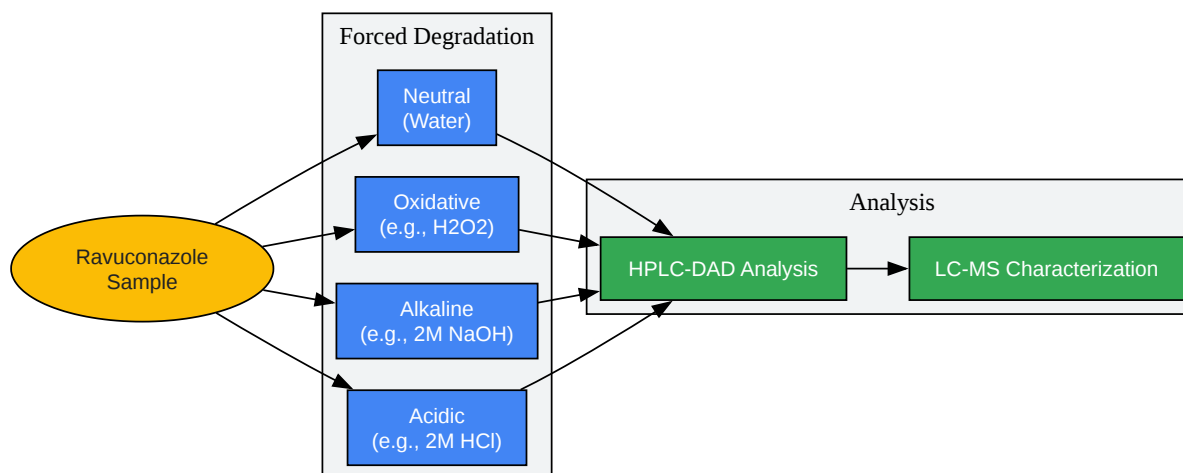 Forced Degradation
Neutral
(Water)
Oxidative
(e.g., H2O2)
Alkaline
(e.g., 2M NaOH)
Acidic
(e.g., 2M HCl)
Ravuconazole
Sample
Analysis
HPLC-DAD Analysis
LC-MS Characterization